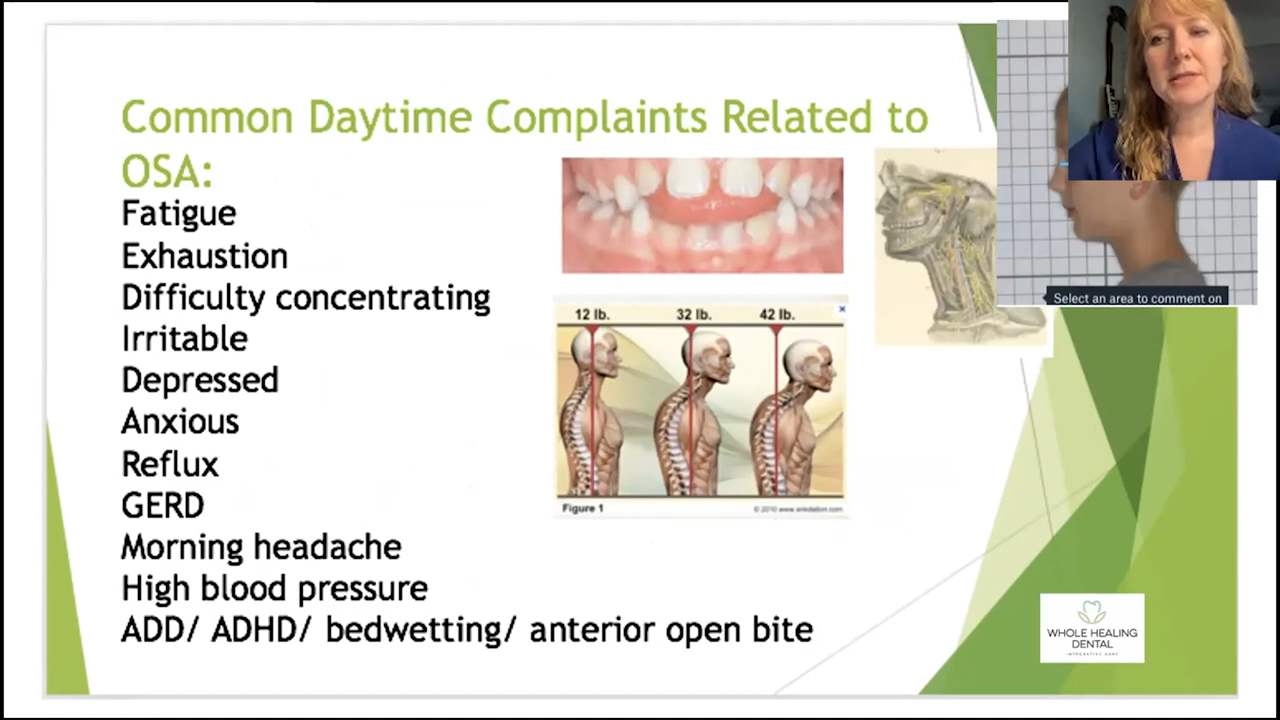 Common Daytime Complaints Related to
OSA:
Fatigue
Exhaustion
Difficulty concentrating
Irritable
Depressed
Anxious
Reflux
GERD
Morning headache
High blood pressure
ADD/ ADHD/ bedwetting/ anterior open bite
12 lb. 32 lb. 42 lb.
Figure 1
© 2010 www.erikdalton.com
Select an area to comment on
WHOLE HEALING
DENTAL
INTEGRATIVE CARE